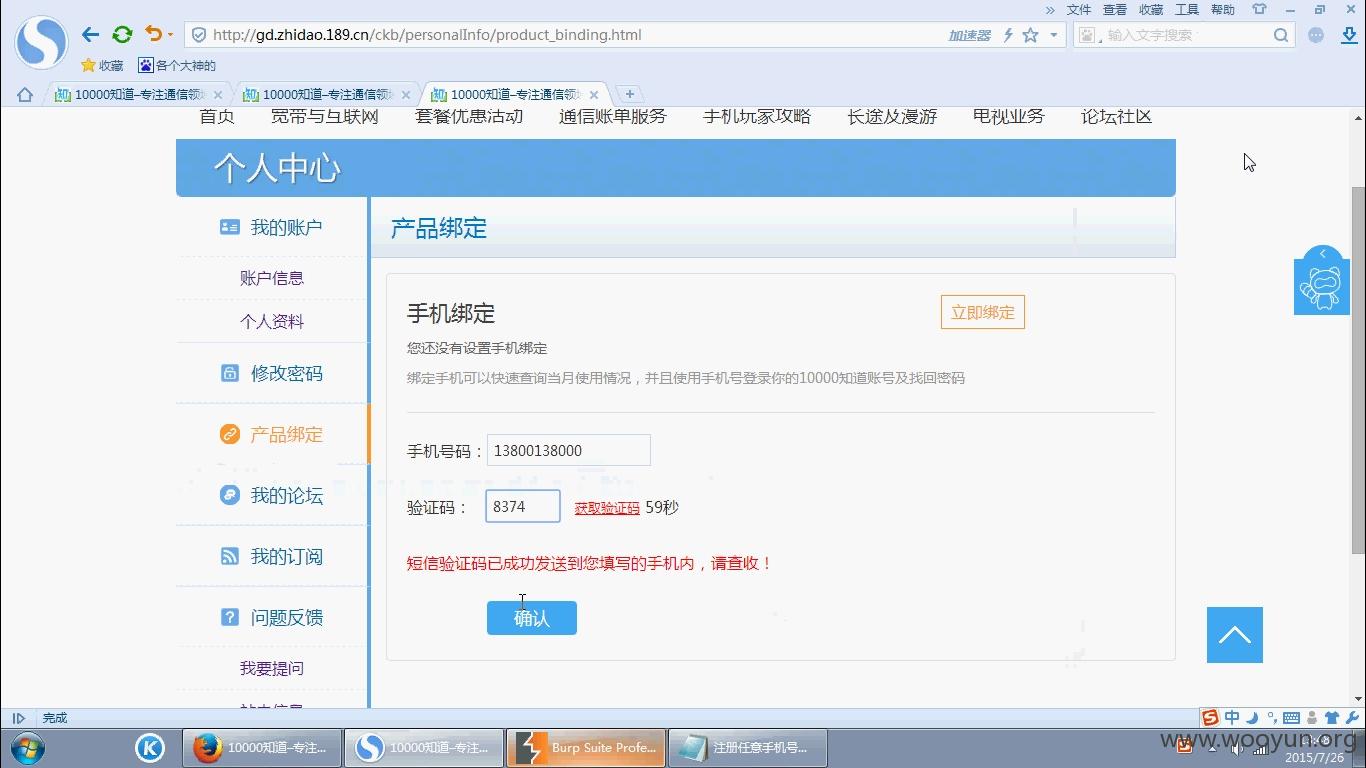 » 文件 查看 收藏 工具 帮助
http://gd.zhidao.189.cn/ckb/personalInfo/product_binding.html 加速器 输入文字搜索
收藏 各个大神的
10000知道–专注通信领 10000知道–专注通信领 10000知道–专注通信领
首页 宽带与互联网 套餐优惠活动 通信账单服务 手机玩家攻略 长途及漫游 电视业务 论坛社区
个人中心
我的账户
账户信息
个人资料
修改密码
产品绑定
我的论坛
我的订阅
问题反馈
我要提问
产品绑定
手机绑定 立即绑定
您还没有设置手机绑定
绑定手机可以快速查询当月使用情况，并且使用手机号登录你的10000知道账号及找回密码
手机号码： 13800138000
验证码： 8374 获取验证码 59秒
短信验证码已成功发送到您填写的手机内，请查收！
确认
完成
中
10000知道–专注... 10000知道–专注... Burp Suite Profe... 注册任意手机号...
2015/7/26
www.wooyun.org